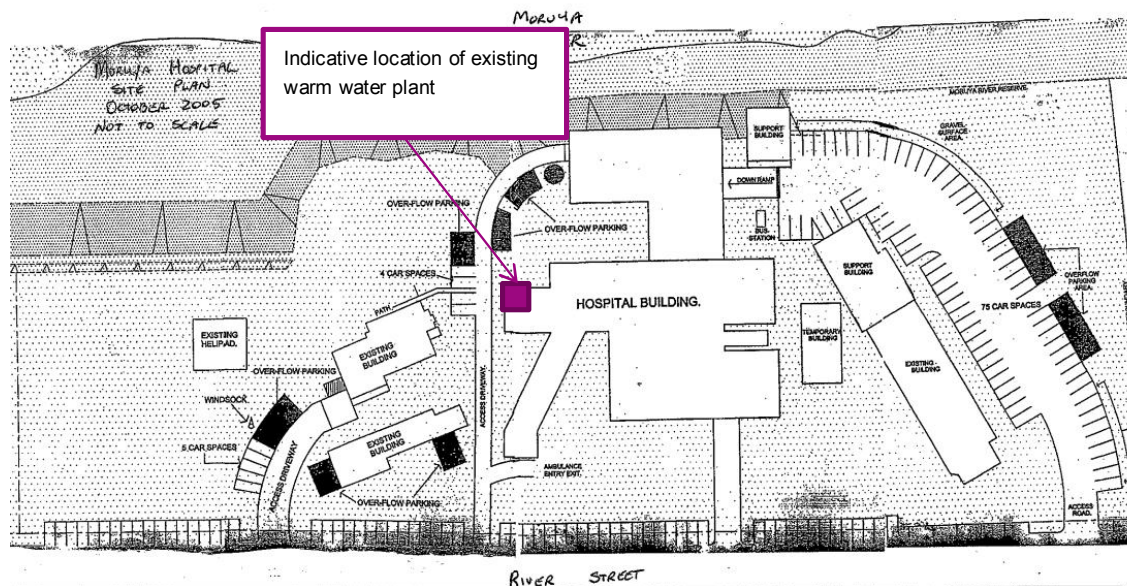 MORUYA
ER
Indicative location of existing
warm water plant
MORUYA HOSPITAL
SITE PLAN
OCTOBER 2005
NOT TO SCALE
MORUYA RIVER RESERVE.
SUPPORT
BUILDING
GRAVEL
SURFACE
AREA.
DOWN RAMP
OVER-FLOW PARKING
OVER-FLOW PARKING
BUS
STATION
4 CAR SPACES
SUPPORT
BUILDING
OVERFLOW
PARKING
AREA.
HOSPITAL BUILDING.
75 CAR SPACES
PATH
EXISTING
HELIPAD.
TEMPORARY
BUILDING
EXISTING
BUILDING
EXISTING
BUILDING
OVER-FLOW PARKING
ACCESS DRIVEWAY.
WINDSOCK
5 CAR SPACES
EXISTING
BUILDING
ACCESS DRIVEWAY
AMBULANCE
ENTRY EXIT.
OVER-FLOW PARKING
ACCESS
ROAD.
RIVER STREET